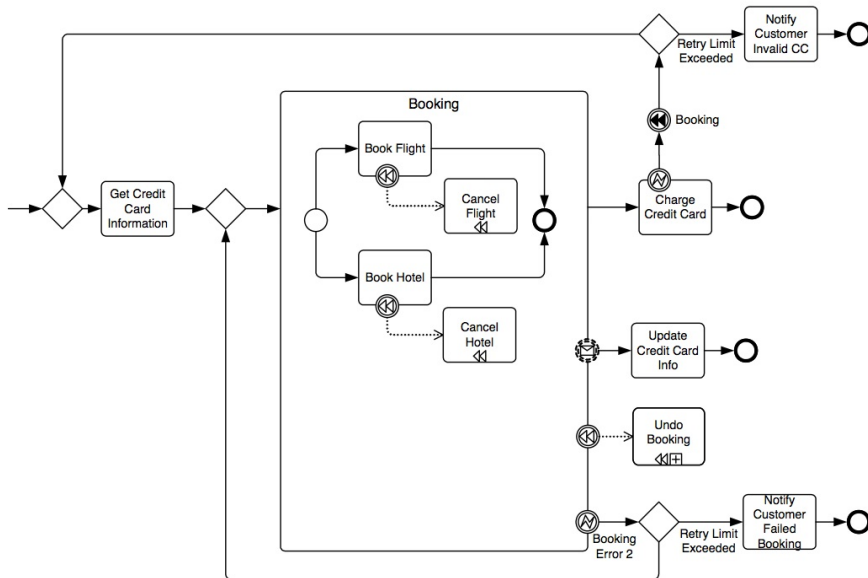 Notify
Customer
Invalid CC
Retry Limit
Exceeded
Booking
Booking
Book Flight
Cancel
Flight
Get Credit
Card
Information
Charge
Credit Card
Book Hotel
Cancel
Hotel
Update
Credit Card
Info
Undo
Booking
Booking
Error 2
Retry Limit
Exceeded
Notify
Customer
Failed
Booking